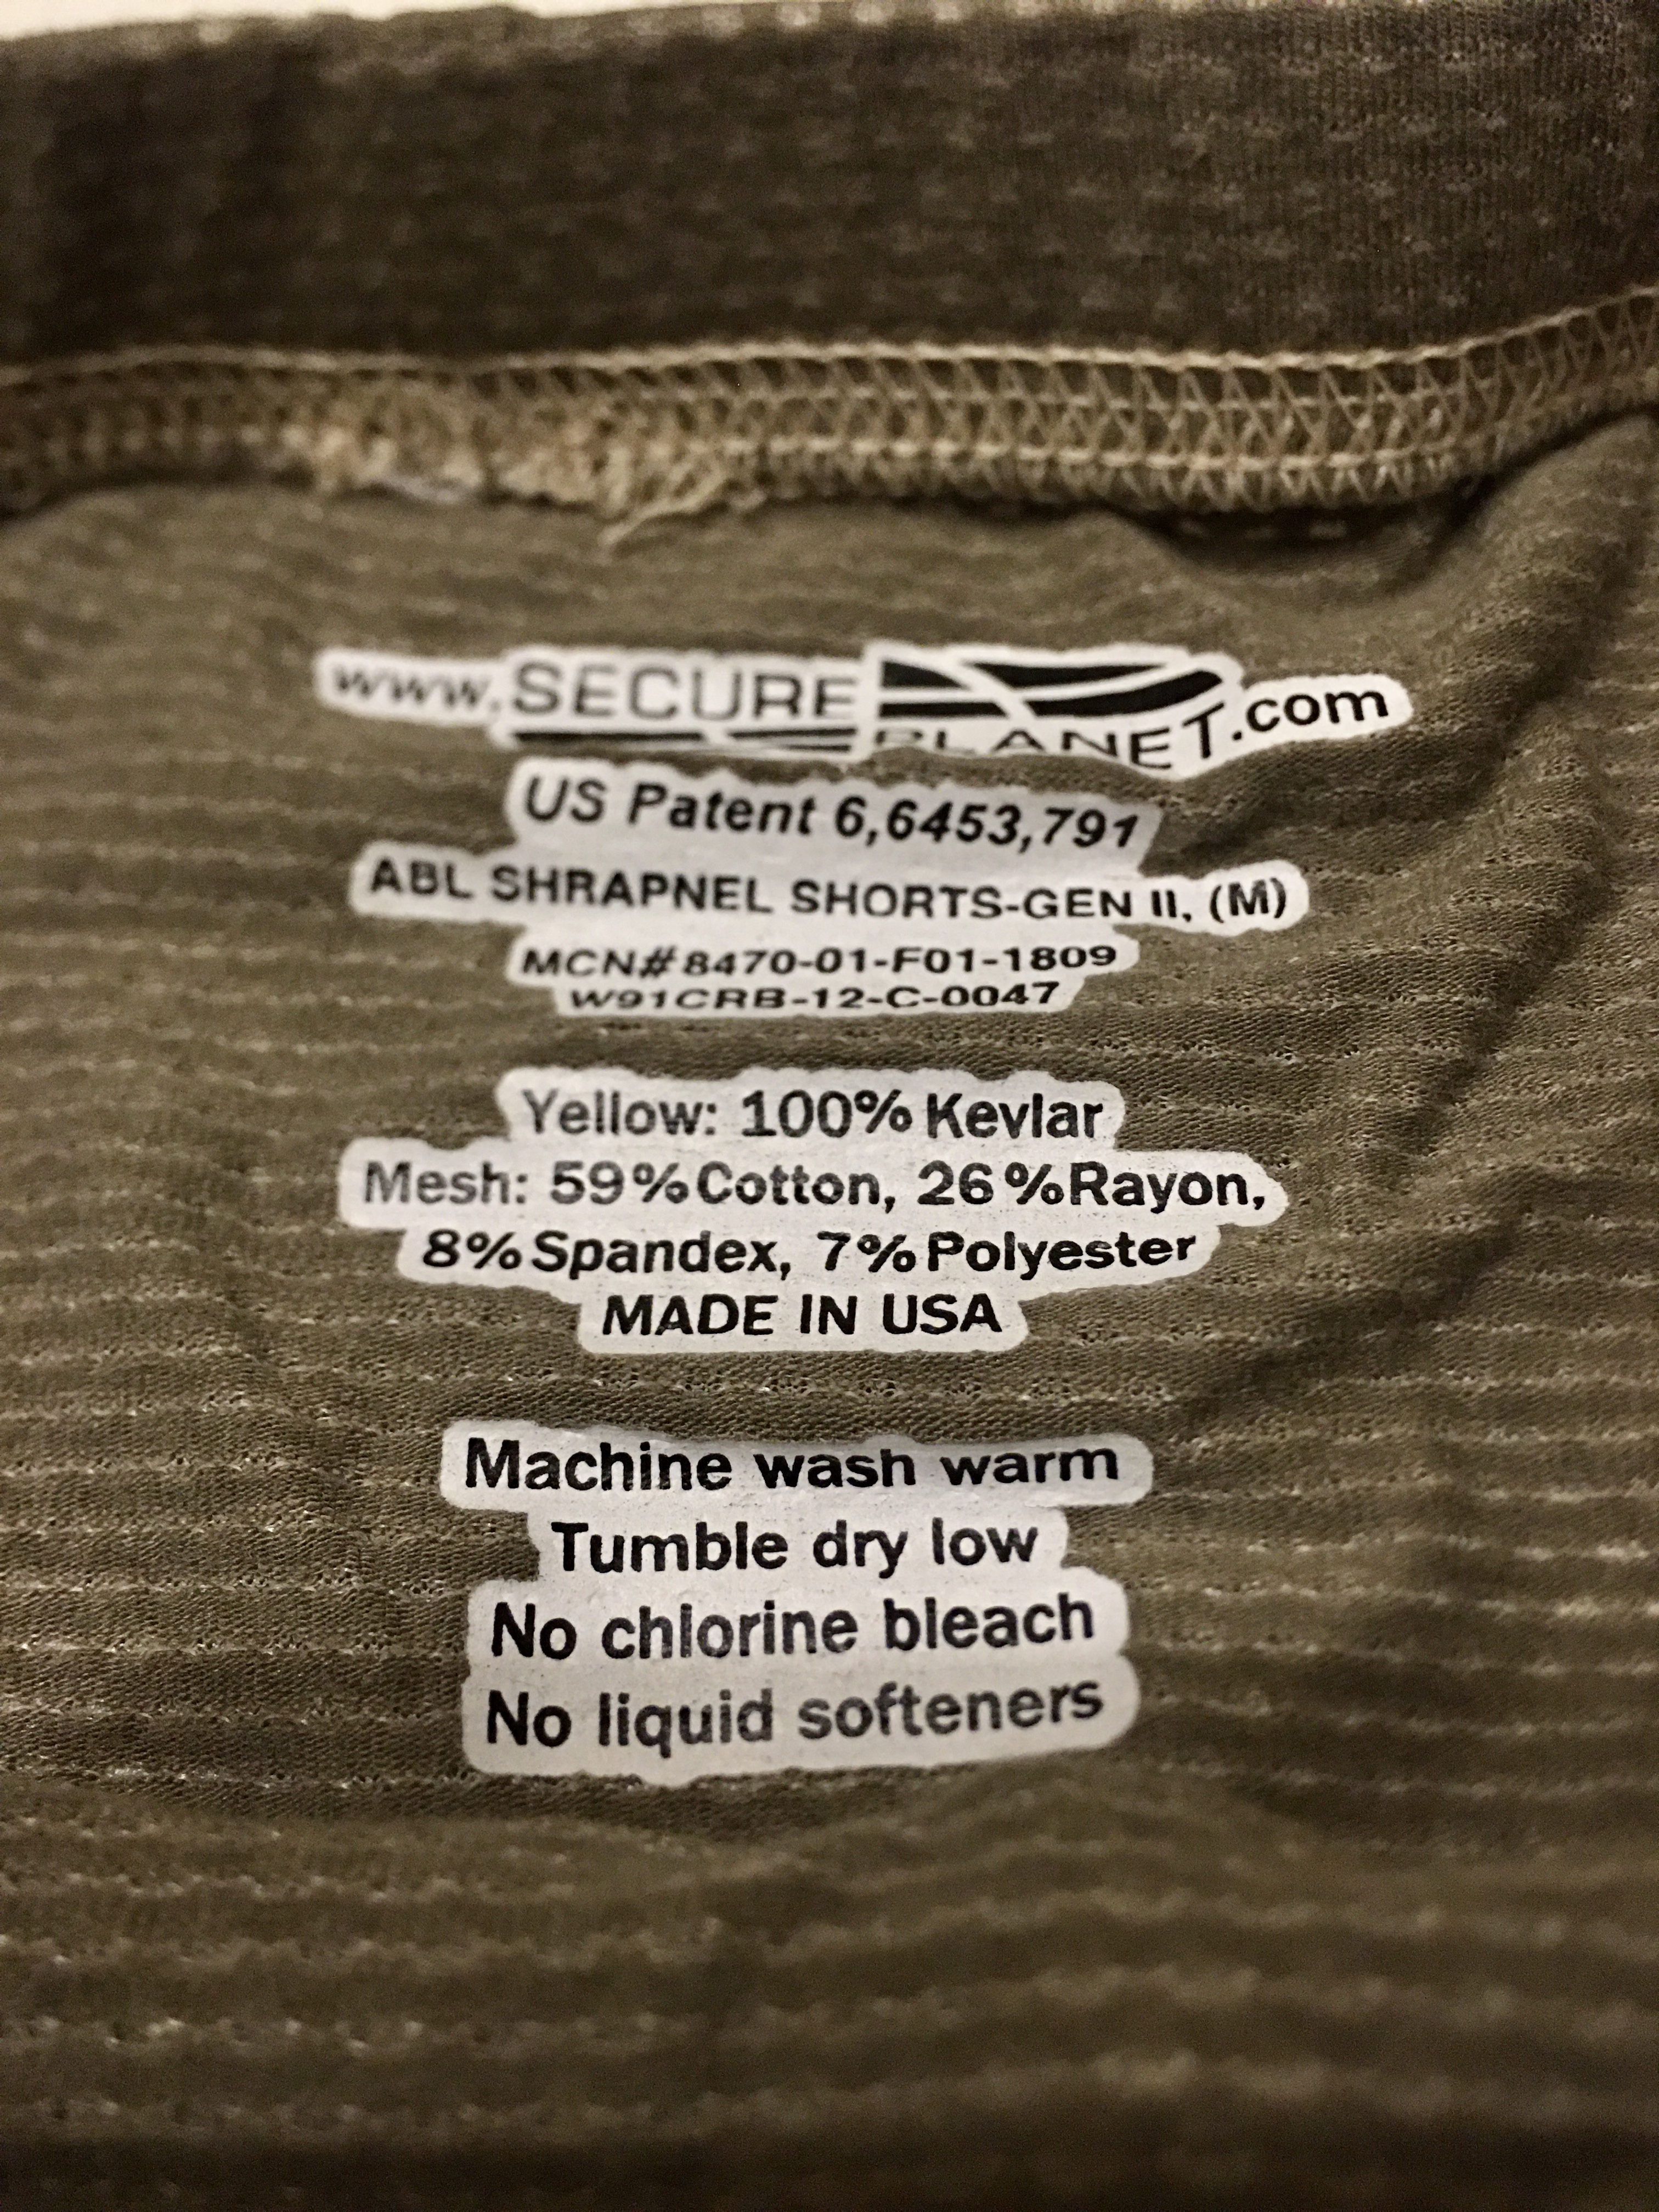 www.SECURE PLANET.com
US Patent 6,6453,791
ABL SHRAPNEL SHORTS-GEN II, (M)
MCN#8470-01-F01-1809
W91CRB-12-C-0047
Yellow: 100% Kevlar
Mesh: 59%Cotton, 26%Rayon,
8%Spandex, 7%Polyester
MADE IN USA
Machine wash warm
Tumble dry low
No chlorine bleach
No liquid softeners